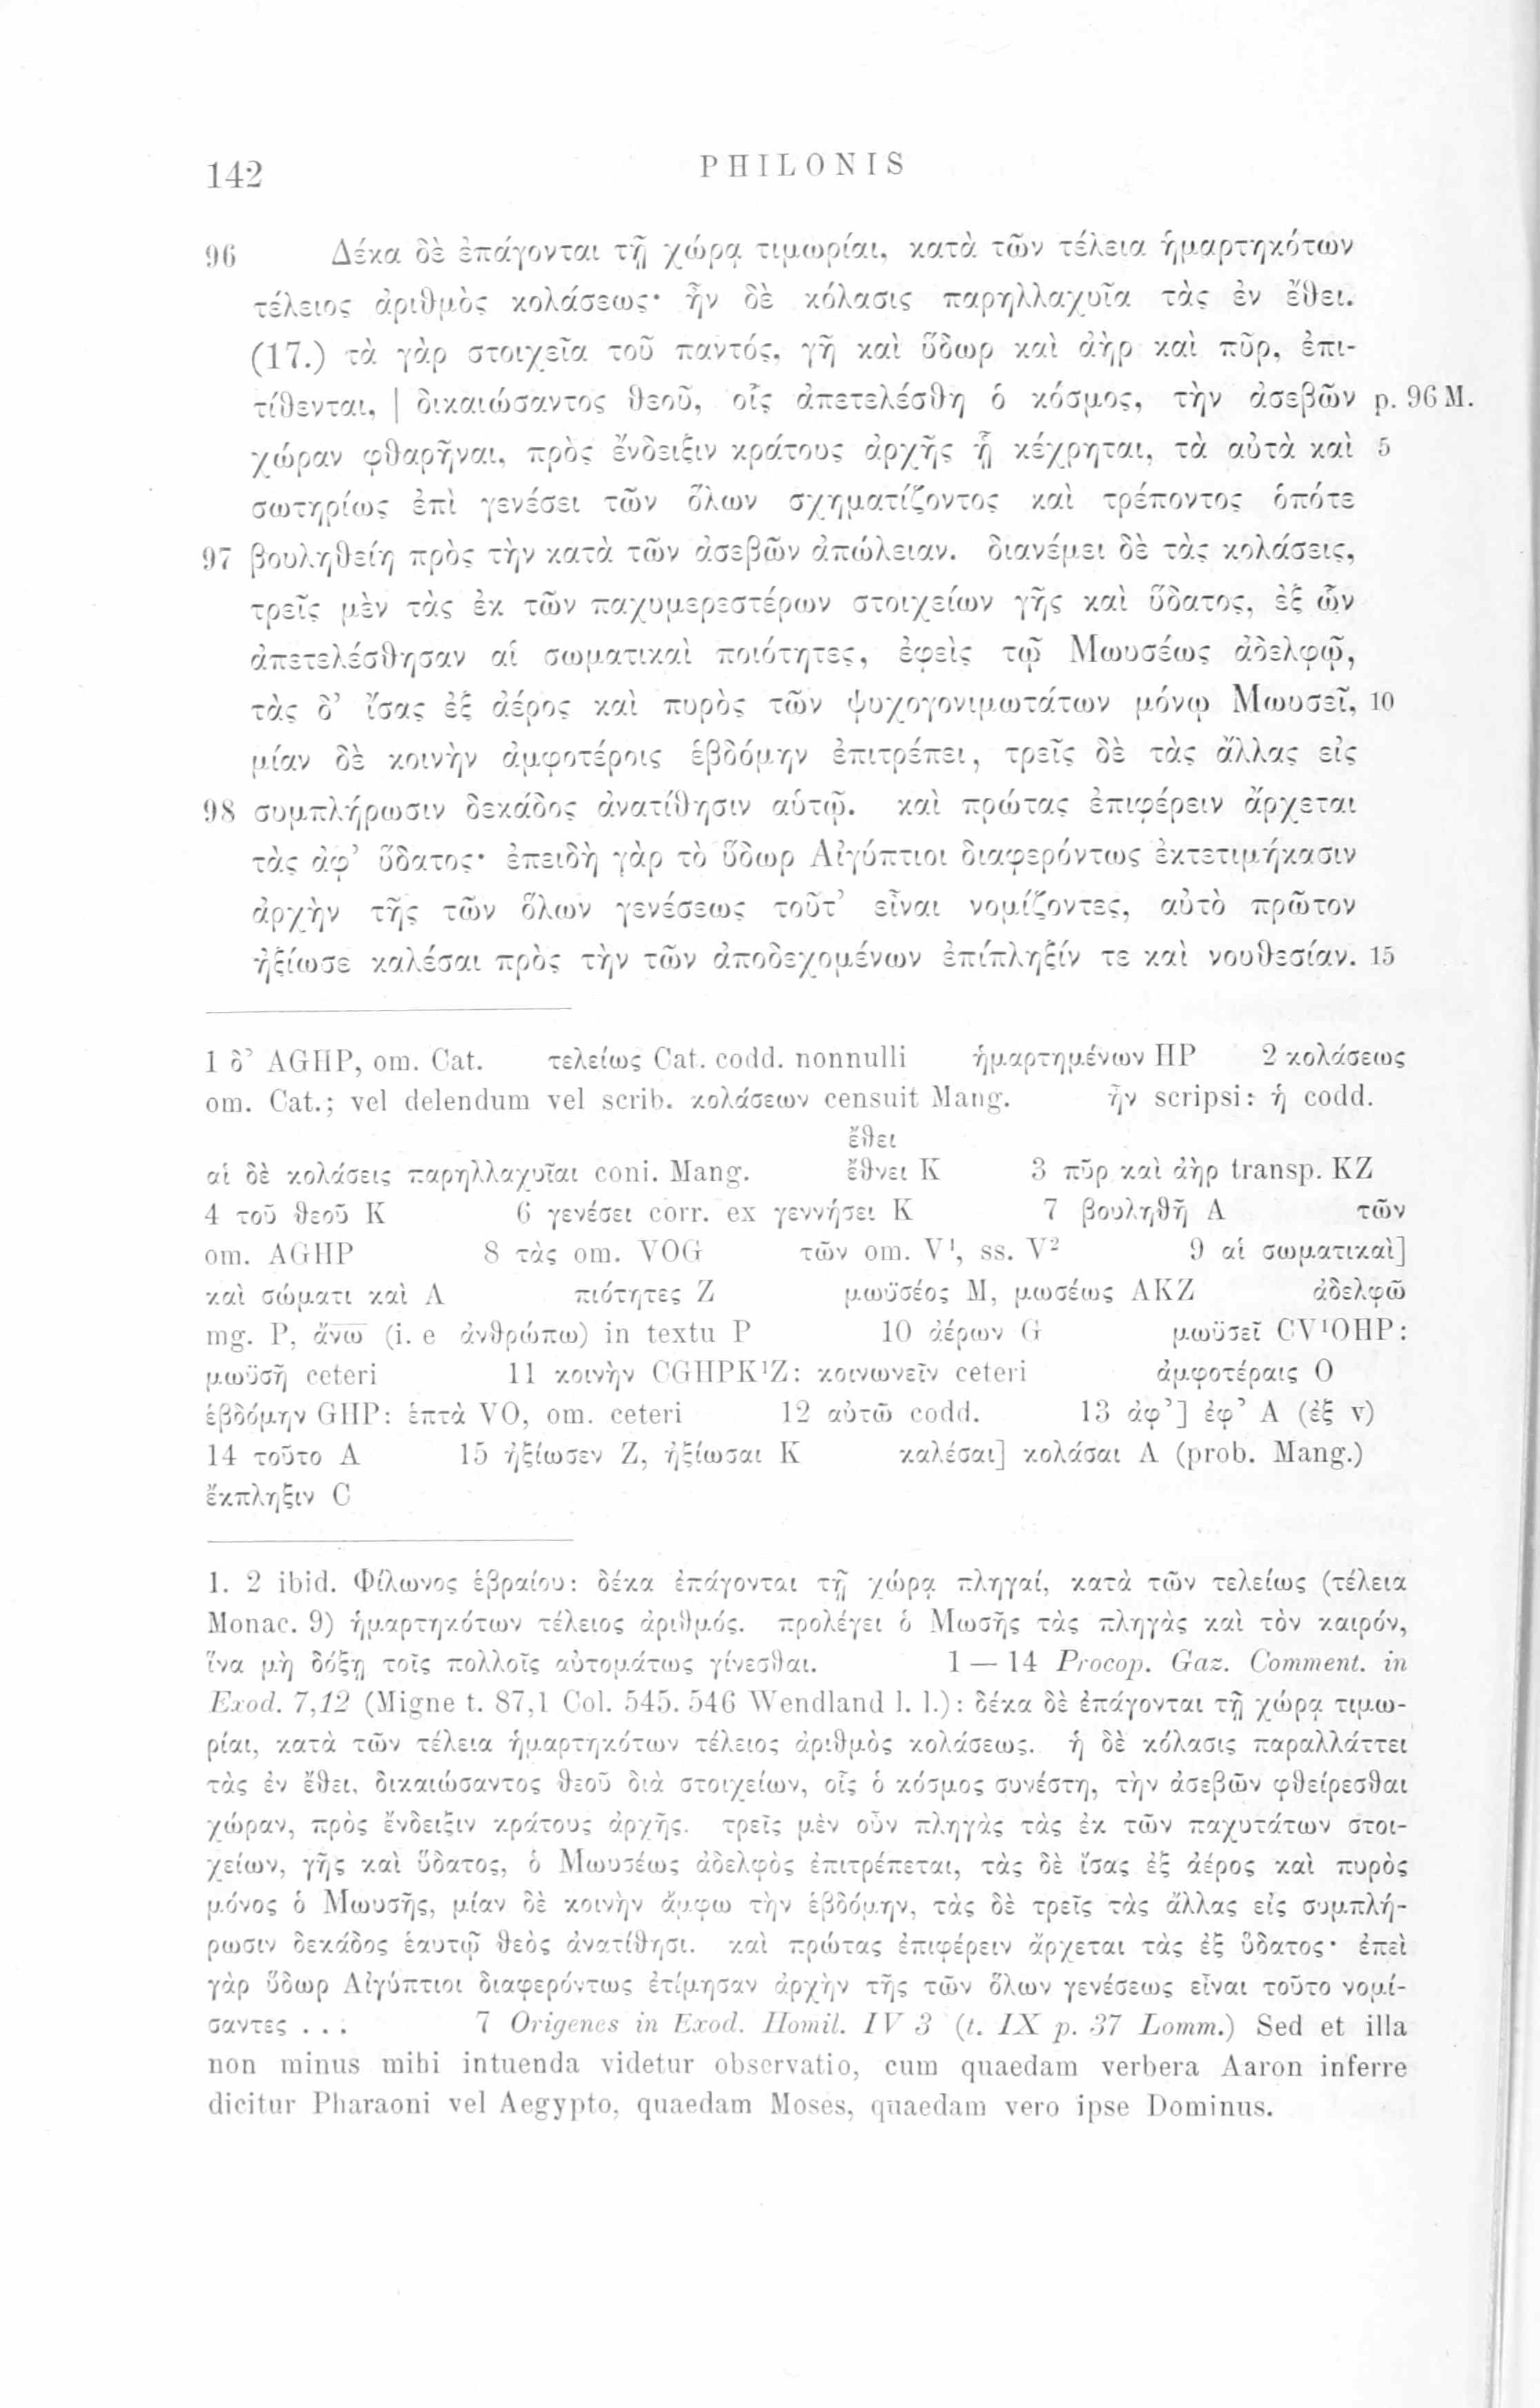 142
PHILONIS
96 Δέκα δὲ ἐπάγονται τῇ χώρᾳ τιμωρίαι, κατὰ τῶν τέλεια ἡμαρτηκότων
τέλειος ἀριθμὸς κολάσεως· ἦν δὲ κόλασις παρηλλαχυῖα τὰς ἐν ἔθει.
(17.) τὰ γὰρ στοιχεῖα τοῦ παντός, γῆ καὶ ὕδωρ καὶ ἀὴρ καὶ πῦρ, ἐπι-
τίθενται, | δικαιώσαντος θεοῦ, οἷς ἀπετελέσθη ὁ κόσμος, τὴν ἀσεβῶν p. 96 M.
χώραν φθαρῆναι, πρὸς ἔνδειξιν κράτους ἀρχῆς ᾗ κέχρηται, τὰ αὐτὰ καὶ 5
σωτηρίως ἐπὶ γενέσει τῶν ὅλων σχηματίζοντος καὶ τρέποντος ὁπότε
97 βουληθείη πρὸς τὴν κατὰ τῶν ἀσεβῶν ἀπώλειαν. διανέμει δὲ τὰς κολάσεις,
τρεῖς μὲν τὰς ἐκ τῶν παχυμερεστέρων στοιχείων γῆς καὶ ὕδατος, ἐξ ὧν
ἀπετελέσθησαν αἱ σωματικαὶ ποιότητες, ἐφεὶς τῷ Μωυσέως ἀδελφῷ,
τὰς δ’ ἴσας ἐξ ἀέρος καὶ πυρὸς τῶν ψυχογονιμωτάτων μόνῳ Μωυσεῖ, 10
μίαν δὲ κοινὴν ἀμφοτέροις ἑβδόμην ἐπιτρέπει, τρεῖς δὲ τὰς ἄλλας εἰς
98 συμπλήρωσιν δεκάδος ἀνατίθησιν αὑτῷ. καὶ πρώτας ἐπιφέρειν ἄρχεται
τὰς ἀφ’ ὕδατος· ἐπειδὴ γὰρ τὸ ὕδωρ Αἰγύπτιοι διαφερόντως ἐκτετιμήκασιν
ἀρχὴν τῆς τῶν ὅλων γενέσεως τοῦτ’ εἶναι νομίζοντες, αὐτὸ πρῶτον
ἠξίωσε καλέσαι πρὸς τὴν τῶν ἀποδεχομένων ἐπίπληξίν τε καὶ νουθεσίαν. 15
1 δ’ AGHP, om. Cat. τελείως Cat. codd. nonnulli ἡμαρτημένων HP 2 κολάσεως
om. Cat.; vel delendum vel scrib. κολάσεων censuit Mang. ἦν scripsi: ἡ codd.
ἔθει
αἱ δὲ κολάσεις παρηλλαχυῖαι coni. Mang. ἔθνει K 3 πῦρ καὶ ἀὴρ transp. KZ
4 τοῦ θεοῦ K 6 γενέσει corr. ex γεννήσει K 7 βουληθῆ A τῶν
om. AGHP 8 τὰς om. VOG τῶν om. V¹, ss. V² 9 αἱ σωματικαὶ]
καὶ σώματι καὶ A πιότητες Z μωϋσέος M, μωσέως AKZ ἀδελφῶ
mg. P, ἄνω (i. e ἀνθρώπω) in textu P 10 ἀέρων G μωϋσεῖ CV¹OHP:
μωϋσῆ ceteri 11 κοινὴν CGHPK¹Z: κοινωνεῖν ceteri ἀμφοτέραις O
ἑβδόμην GHP: ἑπτὰ VO, om. ceteri 12 αὐτῶ codd. 13 ἀφ’] ἐφ’ A (ἐξ v)
14 τοῦτο A 15 ἠξίωσεν Z, ἠξίωσαι K καλέσαι] κολάσαι A (prob. Mang.)
ἔκπληξιν C
1. 2 ibid. Φίλωνος ἑβραίου: δέκα ἐπάγονται τῇ χώρᾳ πληγαί, κατὰ τῶν τελείως (τέλεια
Monac. 9) ἡμαρτηκότων τέλειος ἀριθμός. προλέγει ὁ Μωσῆς τὰς πληγὰς καὶ τὸν καιρόν,
ἵνα μὴ δόξῃ τοῖς πολλοῖς αὐτομάτως γίνεσθαι. 1 — 14 Procop. Gaz. Comment. in
Exod. 7,12 (Migne t. 87,1 Col. 545. 546 Wendland l. l.): δέκα δὲ ἐπάγονται τῇ χώρᾳ τιμω-
ρίαι, κατὰ τῶν τέλεια ἡμαρτηκότων τέλειος ἀριθμὸς κολάσεως. ἡ δὲ κόλασις παραλλάττει
τὰς ἐν ἔθει, δικαιώσαντος θεοῦ διὰ στοιχείων, οἷς ὁ κόσμος συνέστη, τὴν ἀσεβῶν φθείρεσθαι
χώραν, πρὸς ἔνδειξιν κράτους ἀρχῆς. τρεῖς μὲν οὖν πληγὰς τὰς ἐκ τῶν παχυτάτων στοι-
χείων, γῆς καὶ ὕδατος, ὁ Μωυσέως ἀδελφὸς ἐπιτρέπεται, τὰς δὲ ἴσας ἐξ ἀέρος καὶ πυρὸς
μόνος ὁ Μωυσῆς, μίαν δὲ κοινὴν ἄμφω τὴν ἑβδόμην, τὰς δὲ τρεῖς τὰς ἄλλας εἰς συμπλή-
ρωσιν δεκάδος ἑαυτῷ θεὸς ἀνατίθησι. καὶ πρώτας ἐπιφέρειν ἄρχεται τὰς ἐξ ὕδατος· ἐπεὶ
γὰρ ὕδωρ Αἰγύπτιοι διαφερόντως ἐτίμησαν ἀρχὴν τῆς τῶν ὅλων γενέσεως εἶναι τοῦτο νομί-
σαντες . . . 7 Origenes in Exod. Homil. IV 3 (t. IX p. 37 Lomm.) Sed et illa
non minus mihi intuenda videtur observatio, cum quaedam verbera Aaron inferre
dicitur Pharaoni vel Aegypto, quaedam Moses, quaedam vero ipse Dominus.